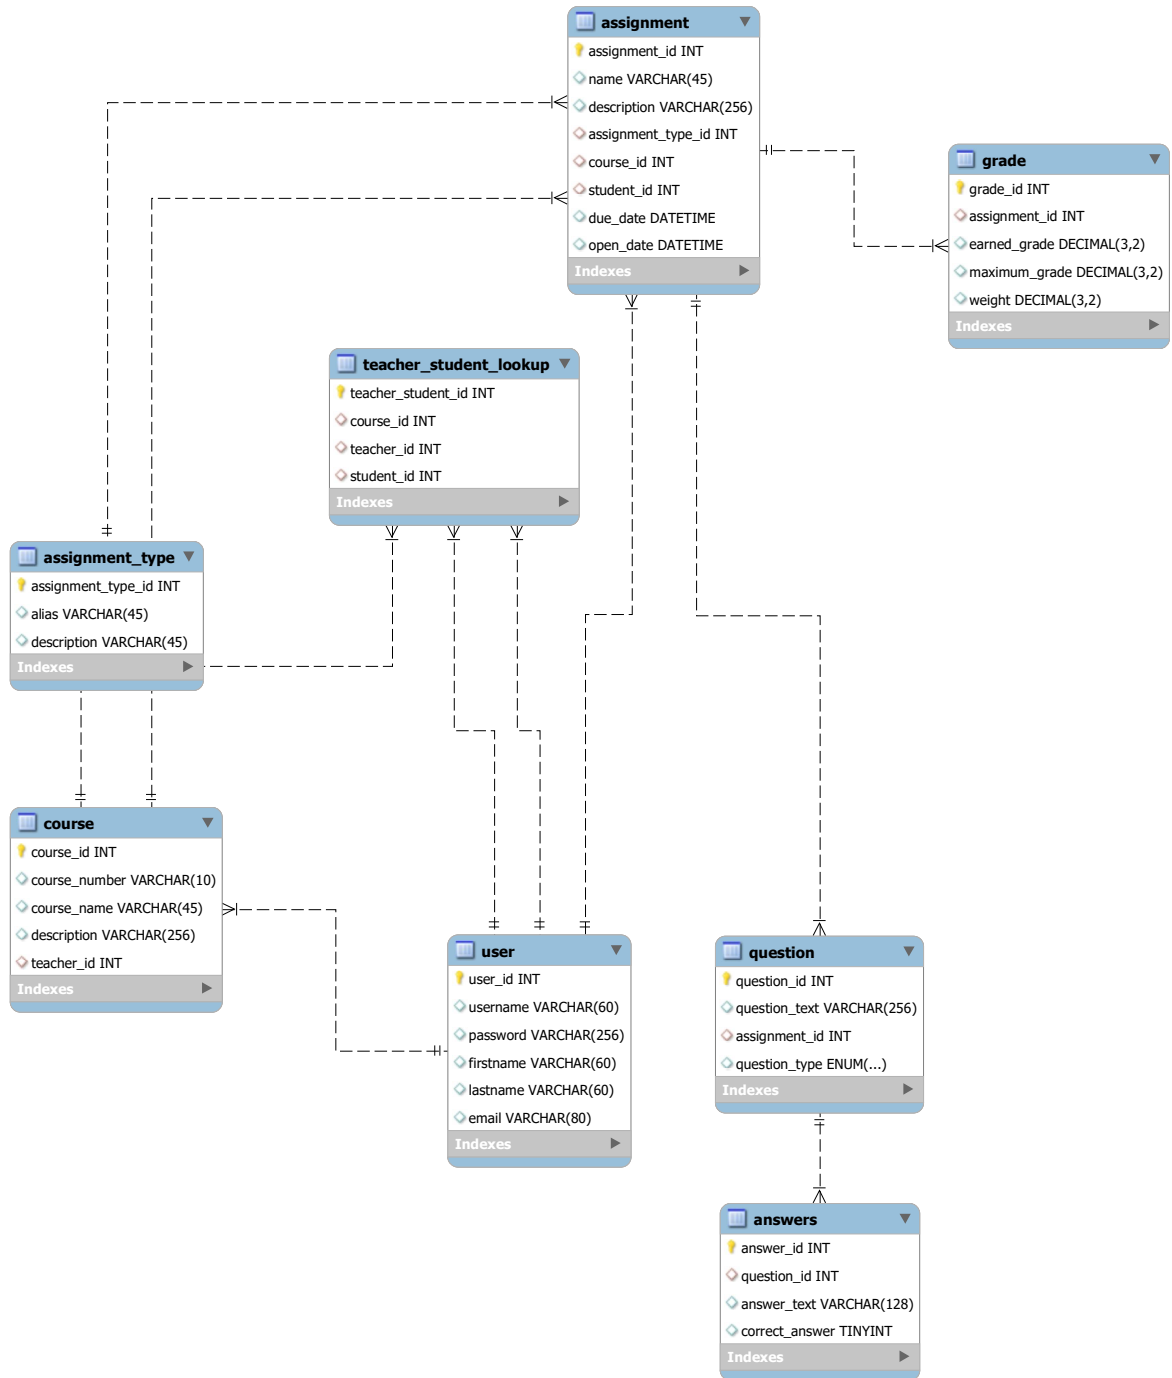 assignment
assignment_id INT
name VARCHAR(45)
description VARCHAR(256)
assignment_type_id INT
course_id INT
student_id INT
due_date DATETIME
open_date DATETIME
Indexes
grade
grade_id INT
assignment_id INT
earned_grade DECIMAL(3,2)
maximum_grade DECIMAL(3,2)
weight DECIMAL(3,2)
Indexes
teacher_student_lookup
teacher_student_id INT
course_id INT
teacher_id INT
student_id INT
Indexes
assignment_type
assignment_type_id INT
alias VARCHAR(45)
description VARCHAR(45)
Indexes
course
course_id INT
course_number VARCHAR(10)
course_name VARCHAR(45)
description VARCHAR(256)
teacher_id INT
Indexes
user
user_id INT
username VARCHAR(60)
password VARCHAR(256)
firstname VARCHAR(60)
lastname VARCHAR(60)
email VARCHAR(80)
Indexes
question
question_id INT
question_text VARCHAR(256)
assignment_id INT
question_type ENUM(...)
Indexes
answers
answer_id INT
question_id INT
answer_text VARCHAR(128)
correct_answer TINYINT
Indexes